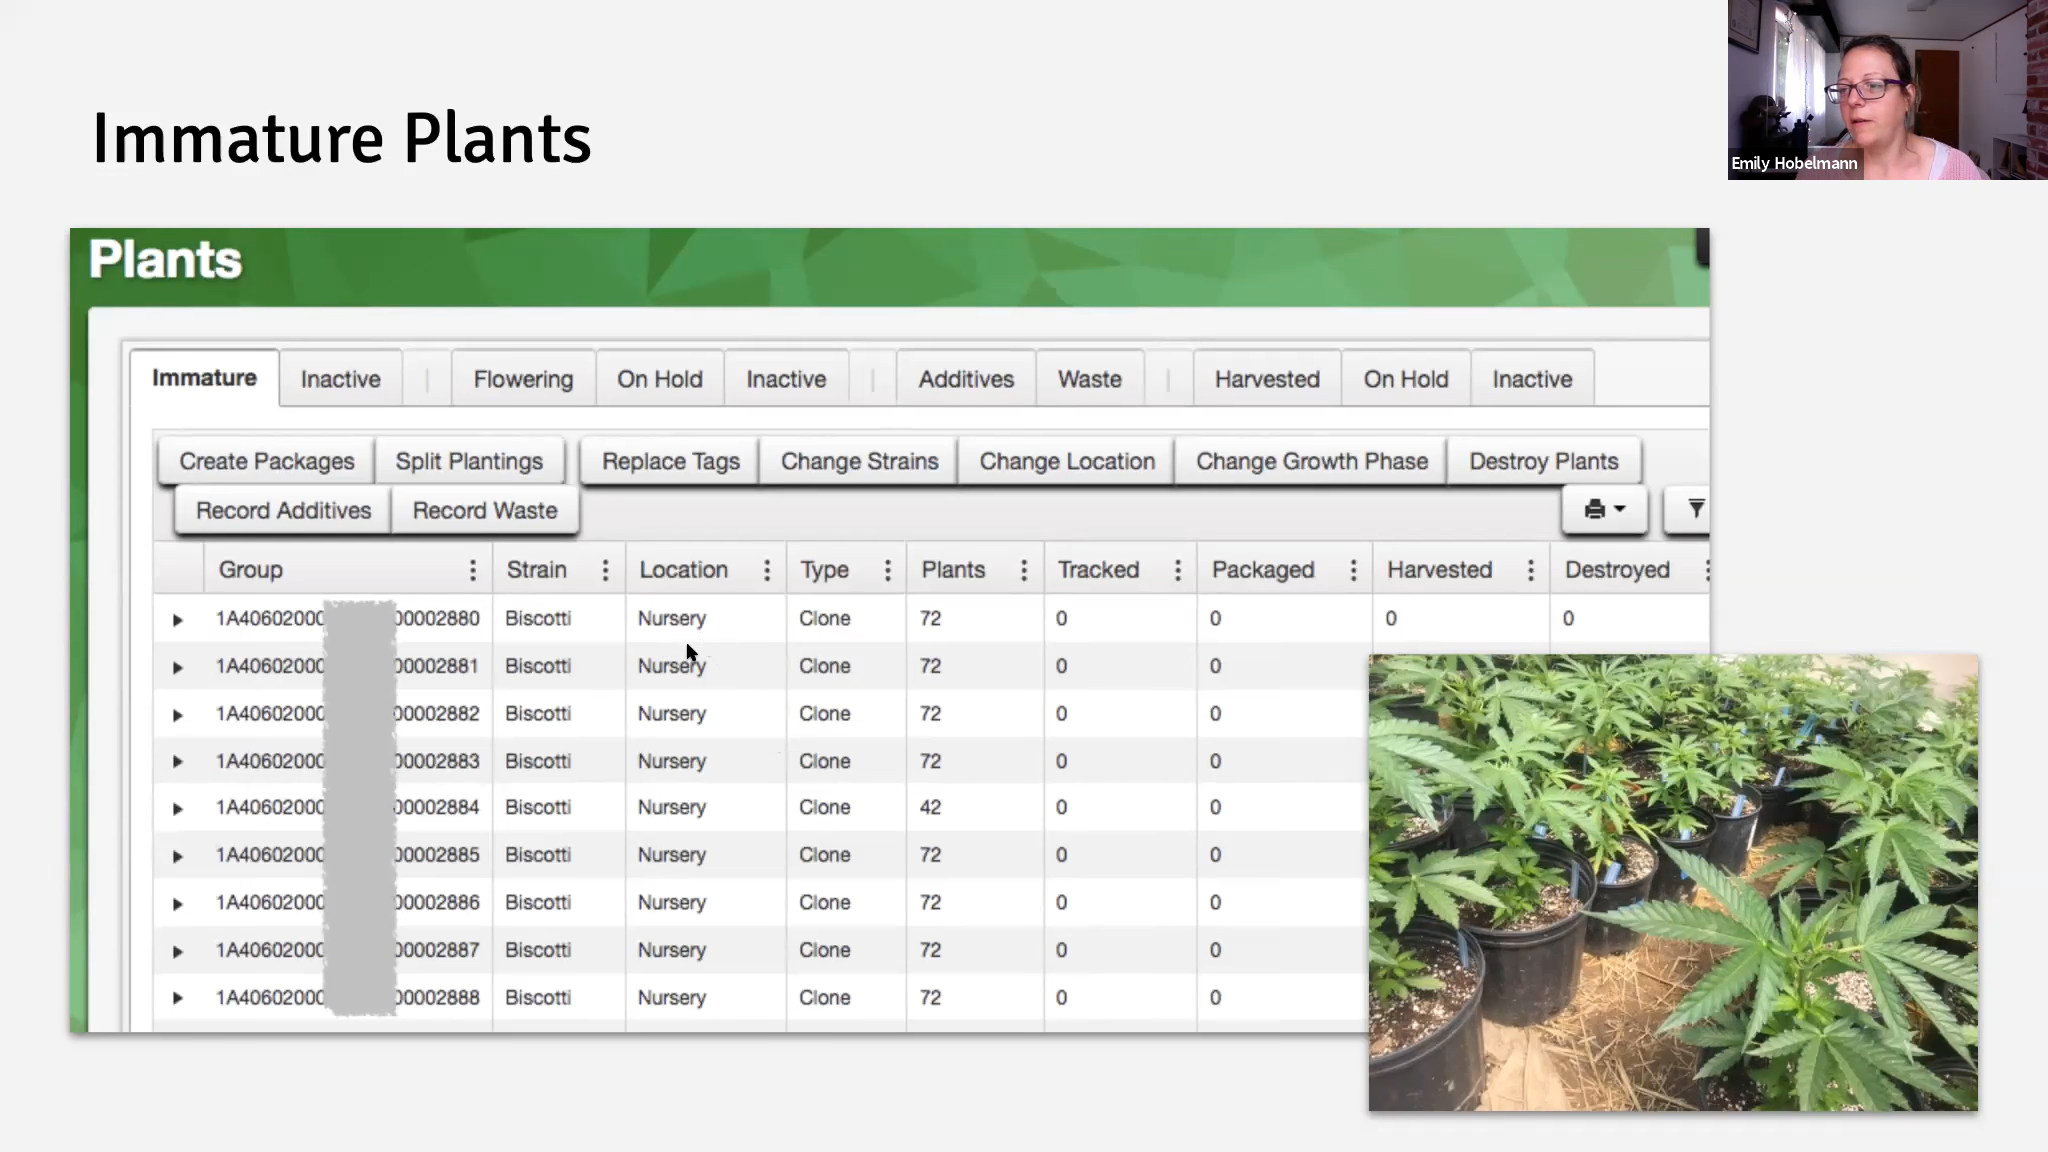 Immature Plants
Emily Hobelmann
Plants
Immature Inactive | Flowering On Hold Inactive | Additives Waste | Harvested On Hold Inactive
Create Packages Split Plantings Replace Tags Change Strains Change Location Change Growth Phase Destroy Plants
Record Additives Record Waste
Group Strain Location Type Plants Tracked Packaged Harvested Destroyed
1A40602000 00002880 Biscotti Nursery Clone 72 0 0 0 0
1A40602000 00002881 Biscotti Nursery Clone 72 0 0
1A40602000 00002882 Biscotti Nursery Clone 72 0 0
1A40602000 00002883 Biscotti Nursery Clone 72 0 0
1A40602000 00002884 Biscotti Nursery Clone 42 0 0
1A40602000 00002885 Biscotti Nursery Clone 72 0 0
1A40602000 00002886 Biscotti Nursery Clone 72 0 0
1A40602000 00002887 Biscotti Nursery Clone 72 0 0
1A40602000 00002888 Biscotti Nursery Clone 72 0 0